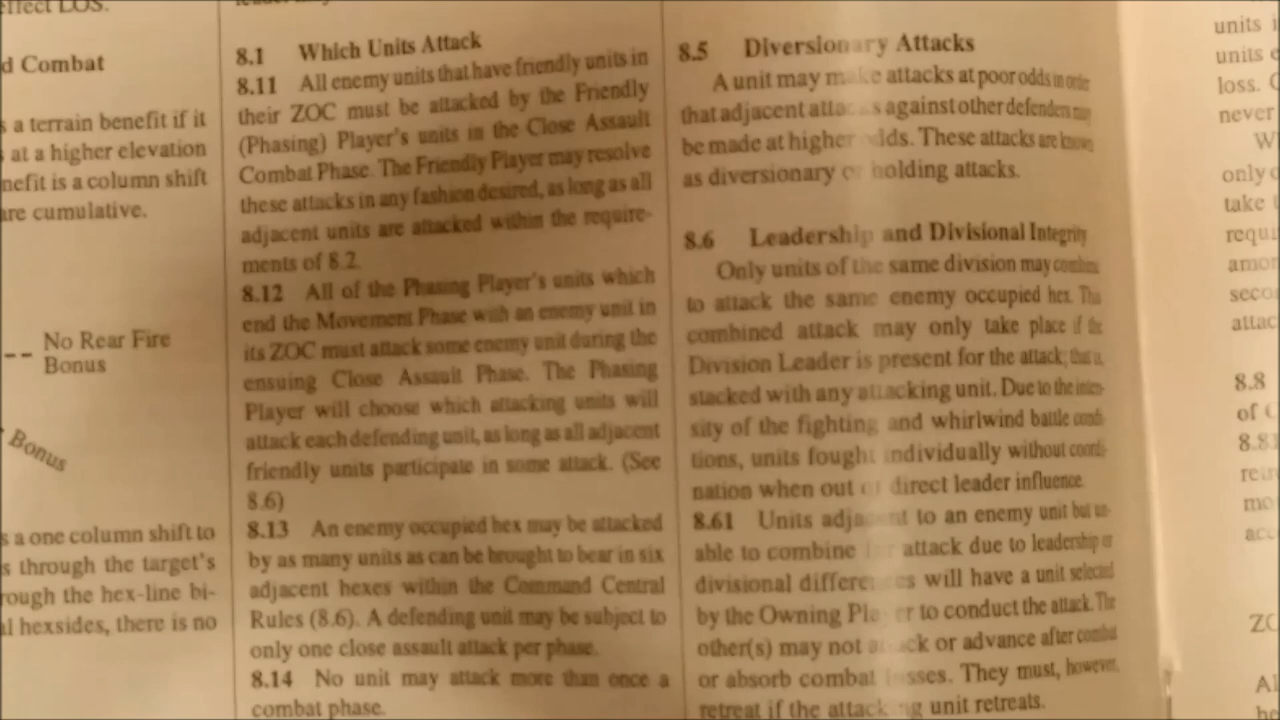 effect LOS.
d Combat
s a terrain benefit if it
s at a higher elevation
nefit is a column shift
are cumulative.
No Rear Fire
Bonus
Bonus
s a one column shift to
s through the target's
rough the hex-line bi-
al hexsides, there is no
8.1 Which Units Attack
8.11 All enemy units that have friendly units in
their ZOC must be attacked by the Friendly
(Phasing) Player's units in the Close Assault
Combat Phase. The Friendly Player may resolve
these attacks in any fashion desired, as long as all
adjacent units are attacked within the require-
ments of 8.2.
8.12 All of the Phasing Player's units which
end the Movement Phase with an enemy unit in
its ZOC must attack some enemy unit during the
ensuing Close Assault Phase. The Phasing
Player will choose which attacking units will
attack each defending unit, as long as all adjacent
friendly units participate in some attack. (See
8.6)
8.13 An enemy occupied hex may be attacked
by as many units as can be brought to bear in six
adjacent hexes within the Command Central
Rules (8.6). A defending unit may be subject to
only one close assault attack per phase.
8.14 No unit may attack more than once a
combat phase.
8.5 Diversionary Attacks
A unit may make attacks at poor odds in order
that adjacent attacks against other defenders may
be made at higher odds. These attacks are known
as diversionary or holding attacks.
8.6 Leadership and Divisional Integrity
Only units of the same division may combine
to attack the same enemy occupied hex. This
combined attack may only take place if the
Division Leader is present for the attack; that is,
stacked with any attacking unit. Due to the inten-
sity of the fighting and whirlwind battle condi-
tions, units fought individually without coordi-
nation when out of direct leader influence.
8.61 Units adjacent to an enemy unit but un-
able to combine for attack due to leadership or
divisional differences will have a unit selected
by the Owning Player to conduct the attack. The
other(s) may not attack or advance after combat
or absorb combat losses. They must, however,
retreat if the attacking unit retreats.
units
units
loss.
never
W
only
take
requi
amon
seco
attac
8.8
of
8.8
retr
mo
acc
ZO
Al